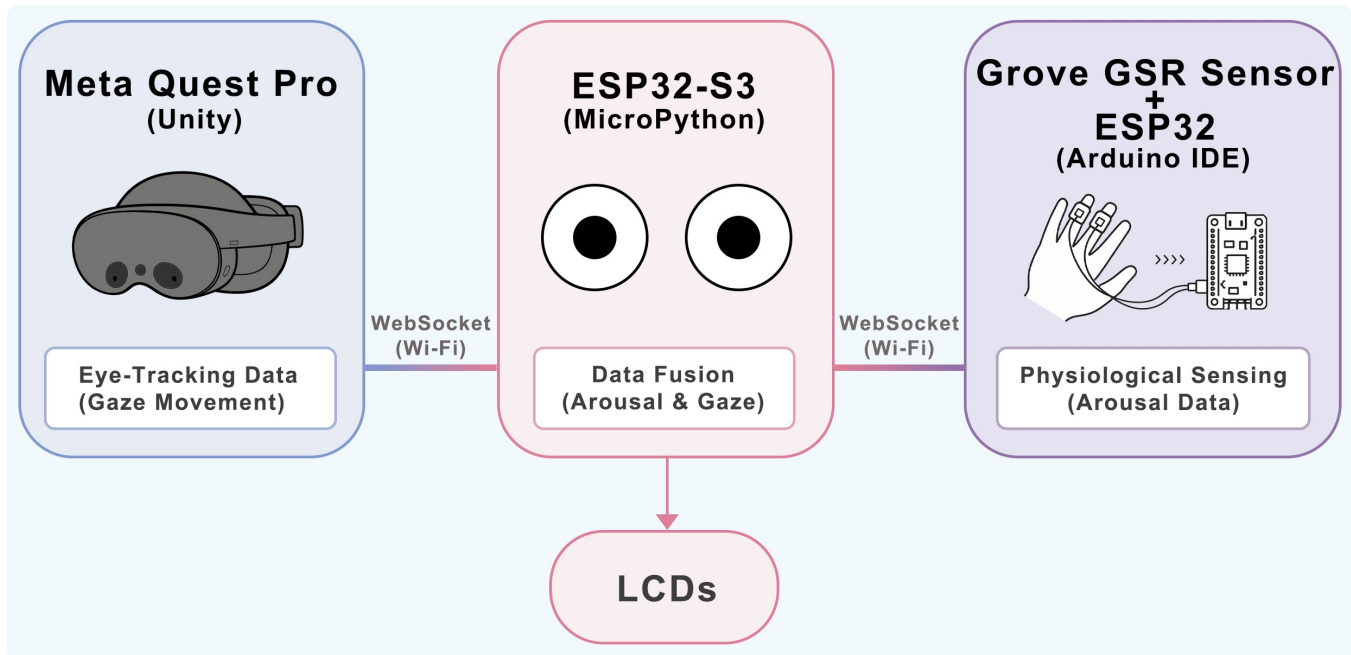 Meta Quest Pro
(Unity)
Eye-Tracking Data
(Gaze Movement)
WebSocket
(Wi-Fi)
ESP32-S3
(MicroPython)
Data Fusion
(Arousal & Gaze)
WebSocket
(Wi-Fi)
Grove GSR Sensor
+
ESP32
(Arduino IDE)
Physiological Sensing
(Arousal Data)
LCDs